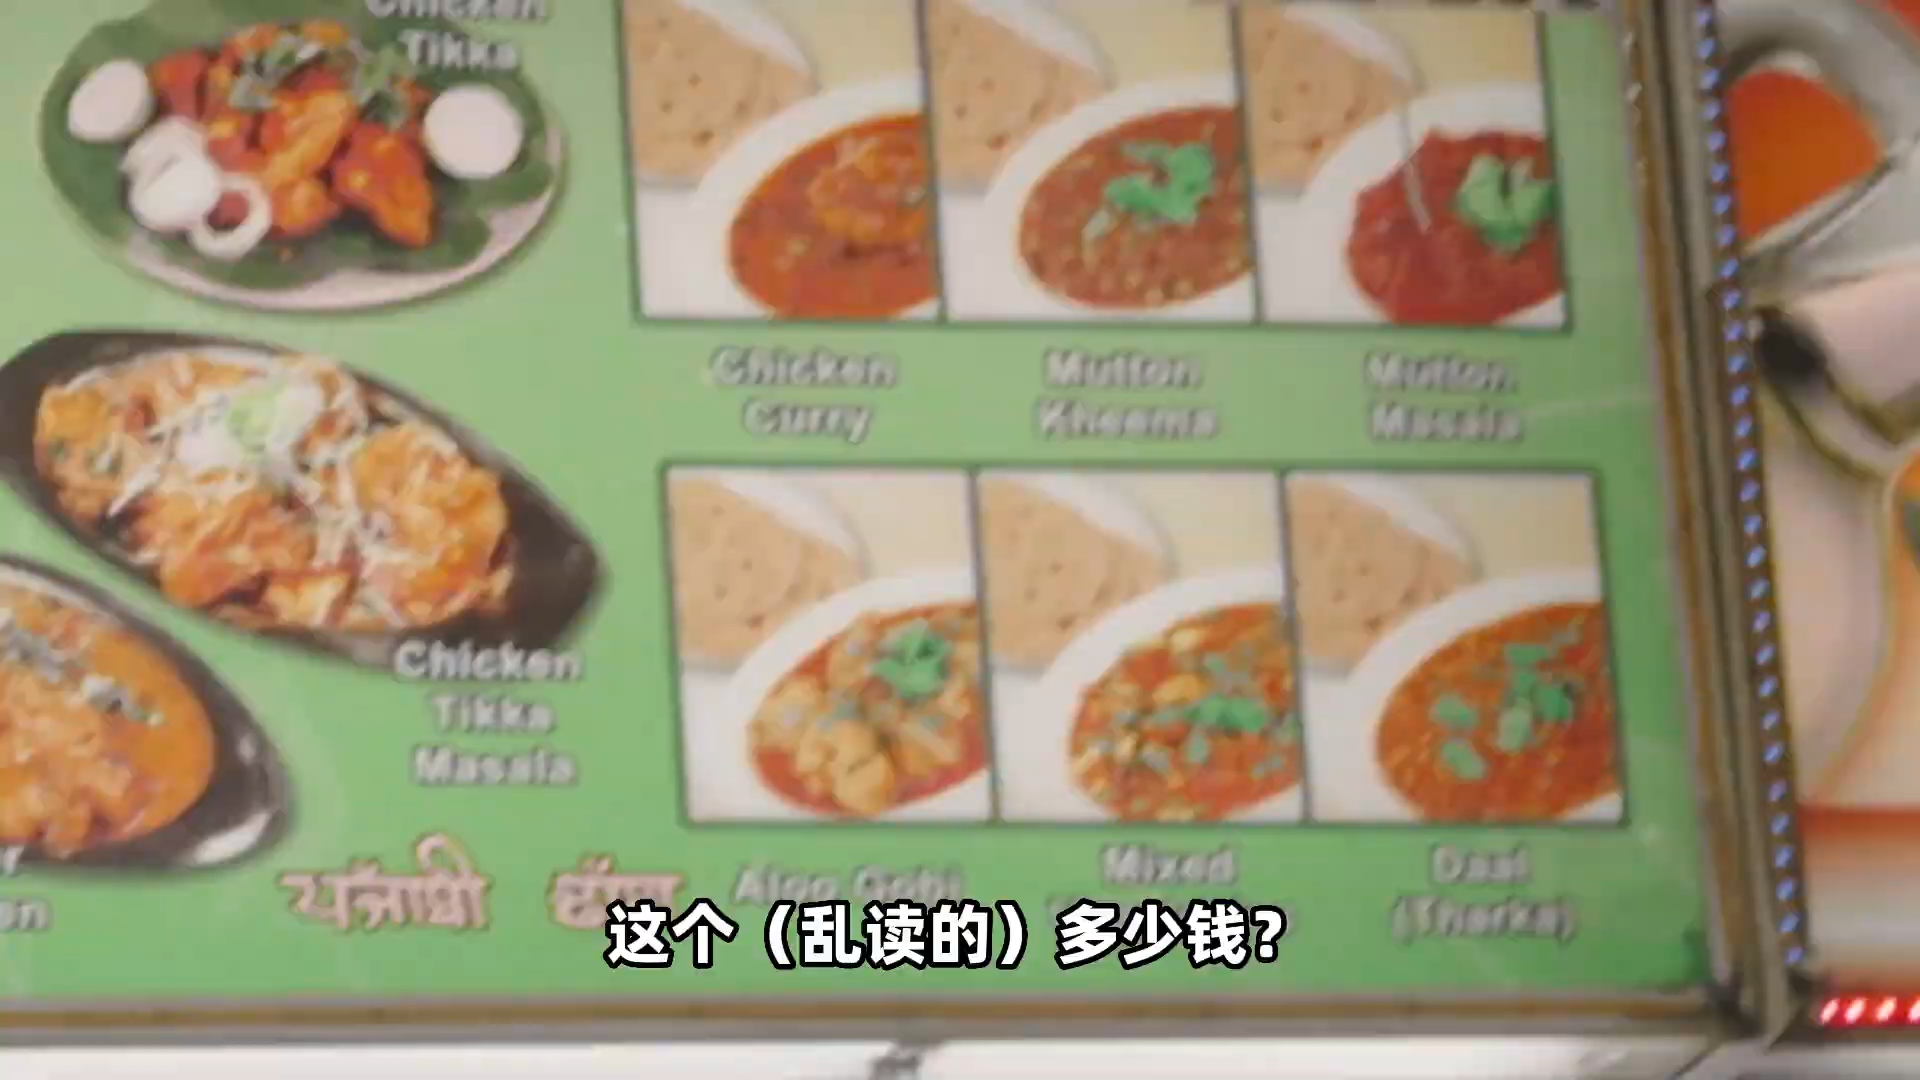 Chicken
Tikka
Chicken
Curry
Mutton
Kheema
Mutton
Masala
Chicken
Tikka
Masala
Aloo Gobi
Mixed
Daal
(Tharka)
这个（乱读的）多少钱？